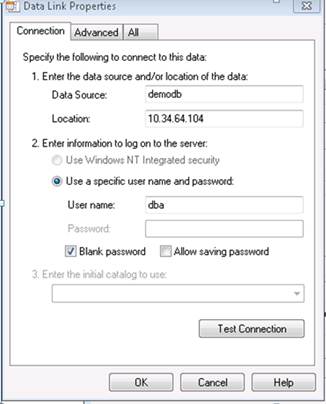 Data Link Properties
Connection Advanced All
Specify the following to connect to this data:
1. Enter the data source and/or location of the data:
Data Source: demodb
Location: 10.34.64.104
2. Enter information to log on to the server:
Use Windows NT Integrated security
Use a specific user name and password:
User name: dba
Password:
Blank password Allow saving password
3. Enter the initial catalog to use:
Test Connection
OK Cancel Help